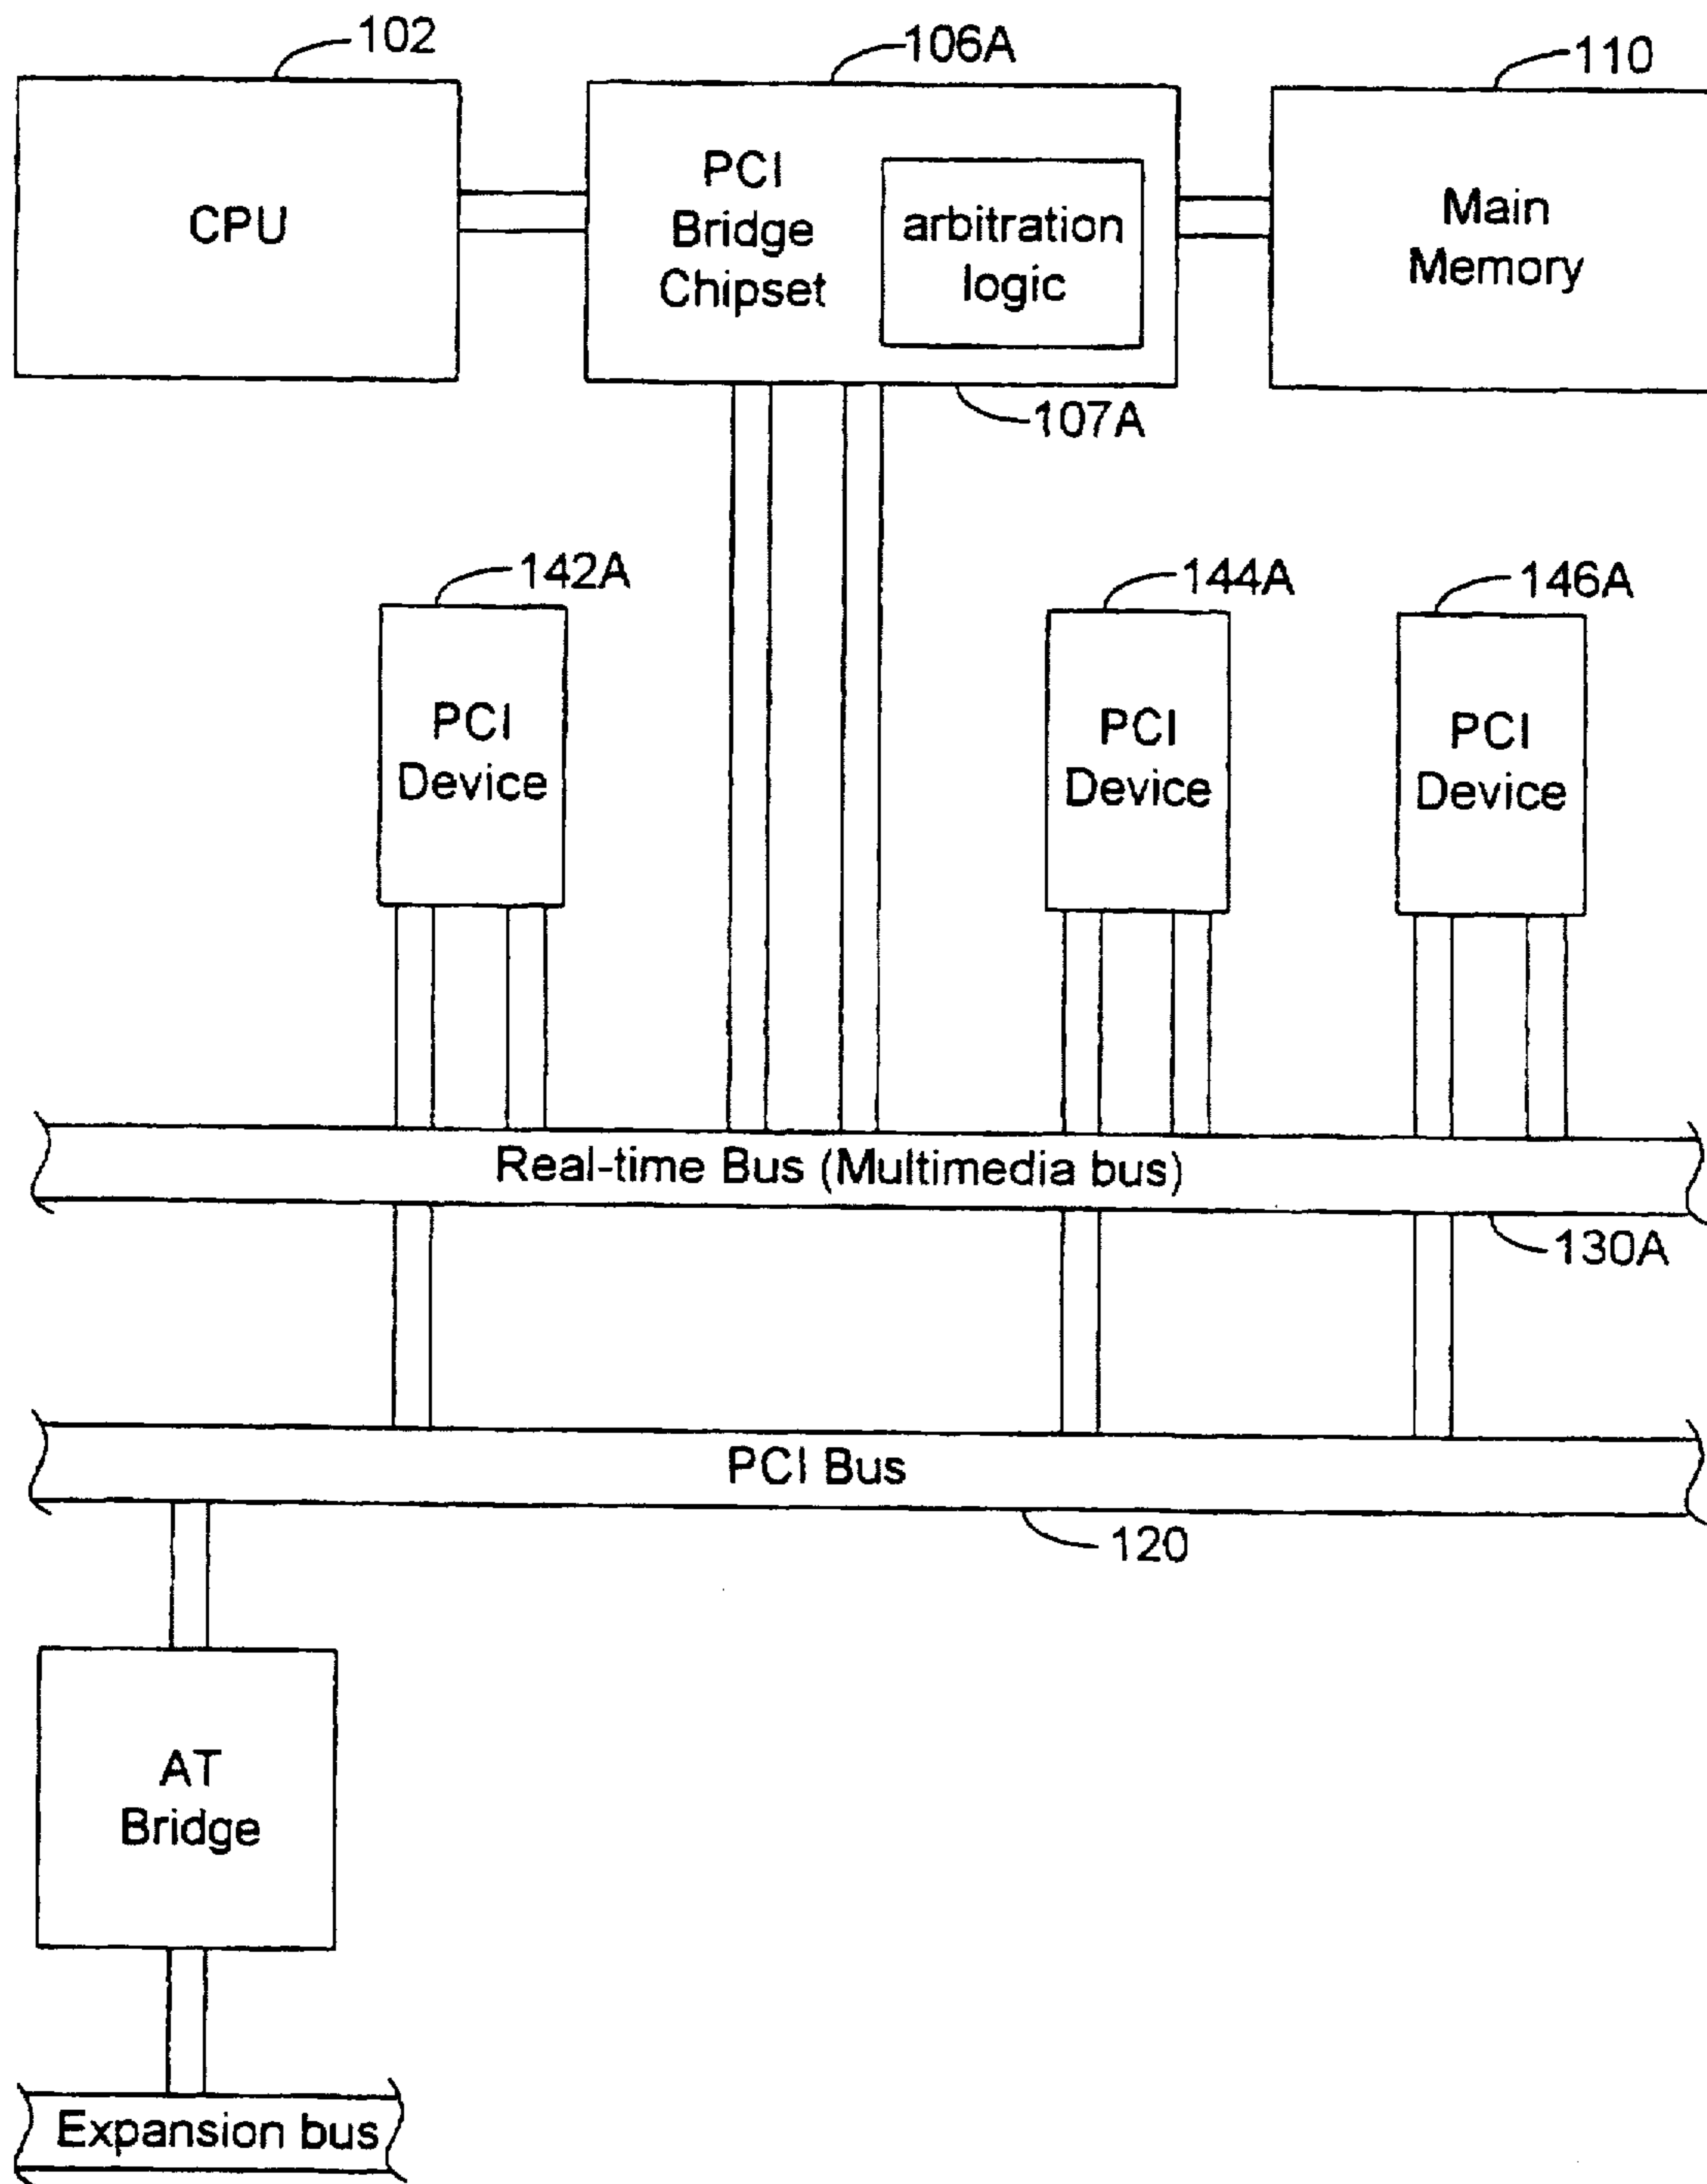 102
106A
110
CPU
PCI
Bridge
Chipset
arbitration
logic
Main
Memory
107A
142A
144A
146A
PCI
Device
PCI
Device
PCI
Device
Real-time Bus (Multimedia bus)
130A
PCI Bus
120
AT
Bridge
Expansion bus